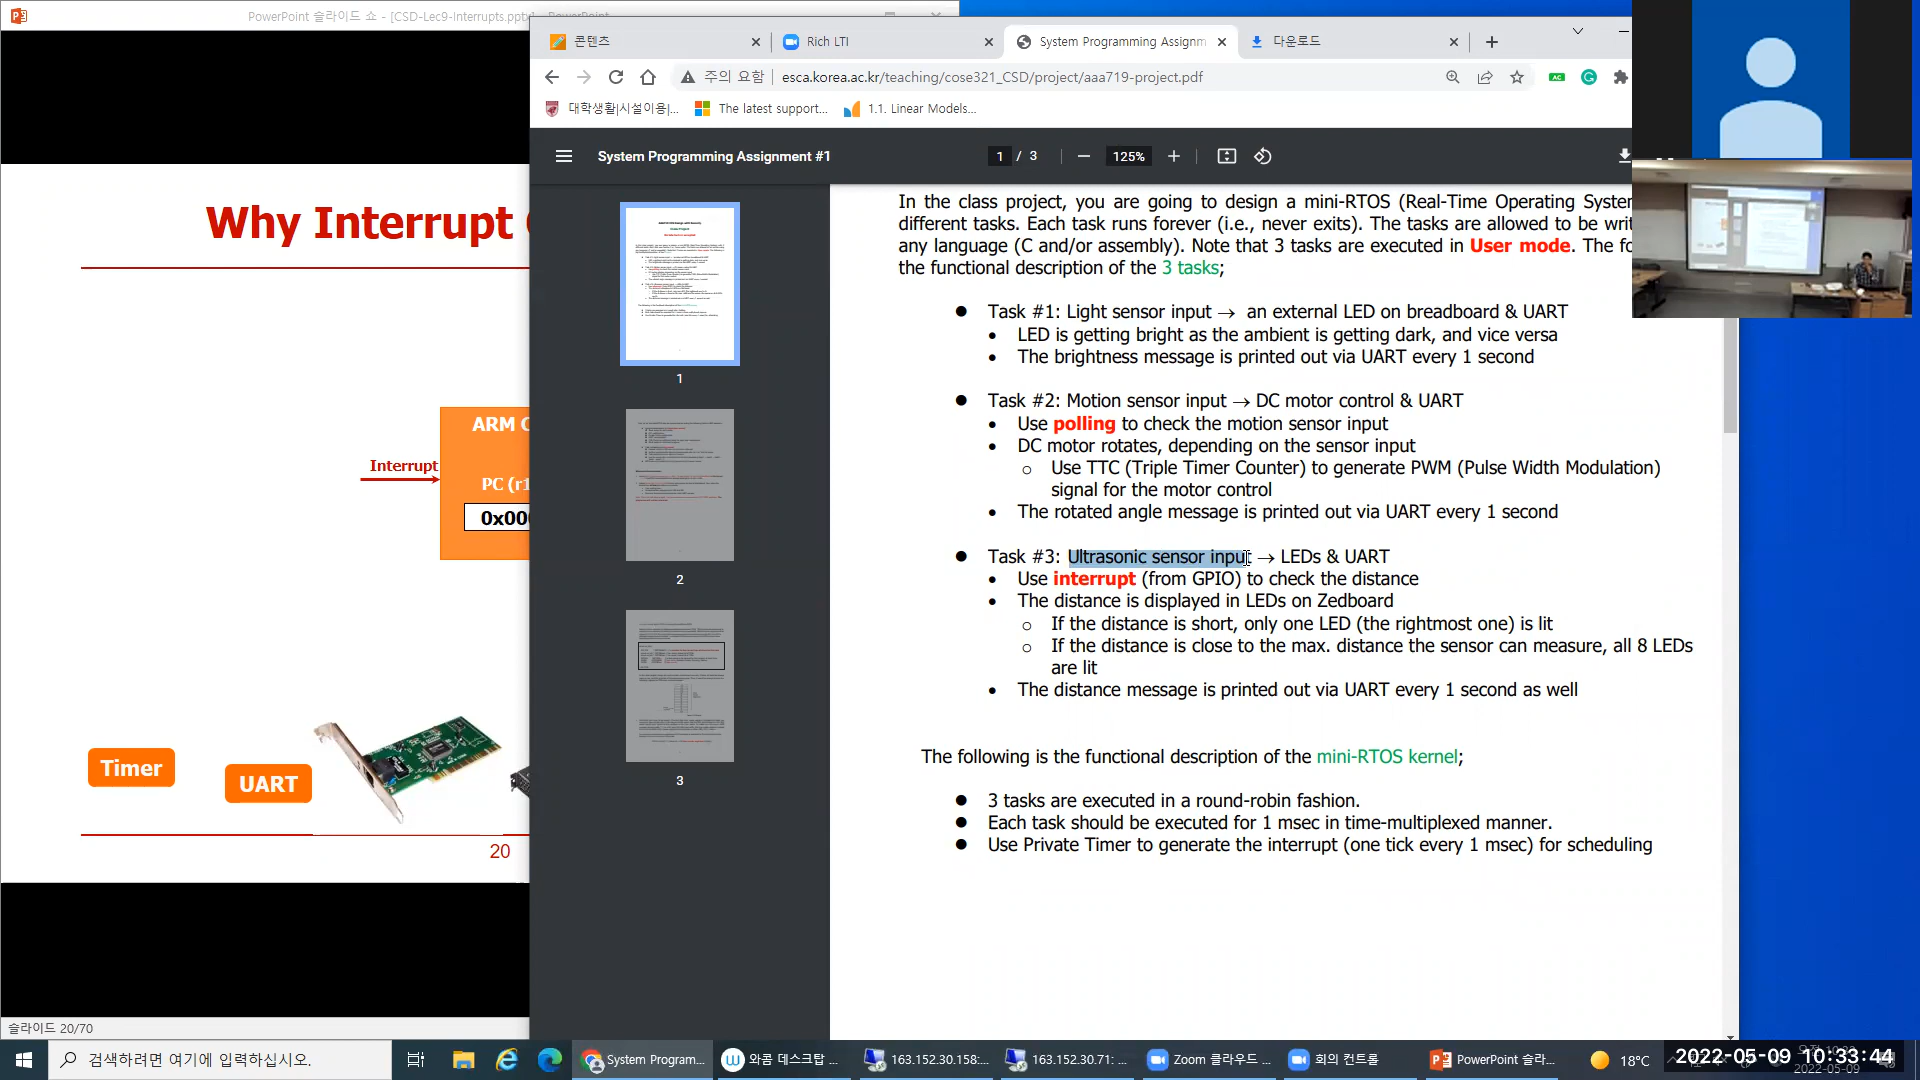 PowerPoint 슬라이드 쇼 - [CSD-Lec9-Interrupts.pptx] - PowerPoint
콘텐츠
Rich LTI
System Programming Assignm
다운로드
주의 요함
esca.korea.ac.kr/teaching/cose321_CSD/project/aaa719-project.pdf
대학생활|시설이용|...
The latest support...
1.1. Linear Models...
System Programming Assignment #1
1 / 3
125%
Why Interrupt
ARM
Interrupt
PC (r1
0x000
Timer
UART
20
1
2
3
In the class project, you are going to design a mini-RTOS (Real-Time Operating System
different tasks. Each task runs forever (i.e., never exits). The tasks are allowed to be writ
any language (C and/or assembly). Note that 3 tasks are executed in User mode. The fo
the functional description of the 3 tasks;
● Task #1: Light sensor input → an external LED on breadboard & UART
• LED is getting bright as the ambient is getting dark, and vice versa
• The brightness message is printed out via UART every 1 second
● Task #2: Motion sensor input → DC motor control & UART
• Use polling to check the motion sensor input
• DC motor rotates, depending on the sensor input
o Use TTC (Triple Timer Counter) to generate PWM (Pulse Width Modulation)
signal for the motor control
• The rotated angle message is printed out via UART every 1 second
● Task #3: Ultrasonic sensor input → LEDs & UART
• Use interrupt (from GPIO) to check the distance
• The distance is displayed in LEDs on Zedboard
o If the distance is short, only one LED (the rightmost one) is lit
o If the distance is close to the max. distance the sensor can measure, all 8 LEDs
are lit
• The distance message is printed out via UART every 1 second as well
The following is the functional description of the mini-RTOS kernel;
● 3 tasks are executed in a round-robin fashion.
● Each task should be executed for 1 msec in time-multiplexed manner.
● Use Private Timer to generate the interrupt (one tick every 1 msec) for scheduling
슬라이드 20/70
검색하려면 여기에 입력하십시오.
System Program...
와콤 데스크탑 ...
163.152.30.158:...
163.152.30.71: ...
Zoom 클라우드 ...
회의 컨트롤
PowerPoint 슬라...
18°C
2022-05-09 10:33:44
2022-05-09